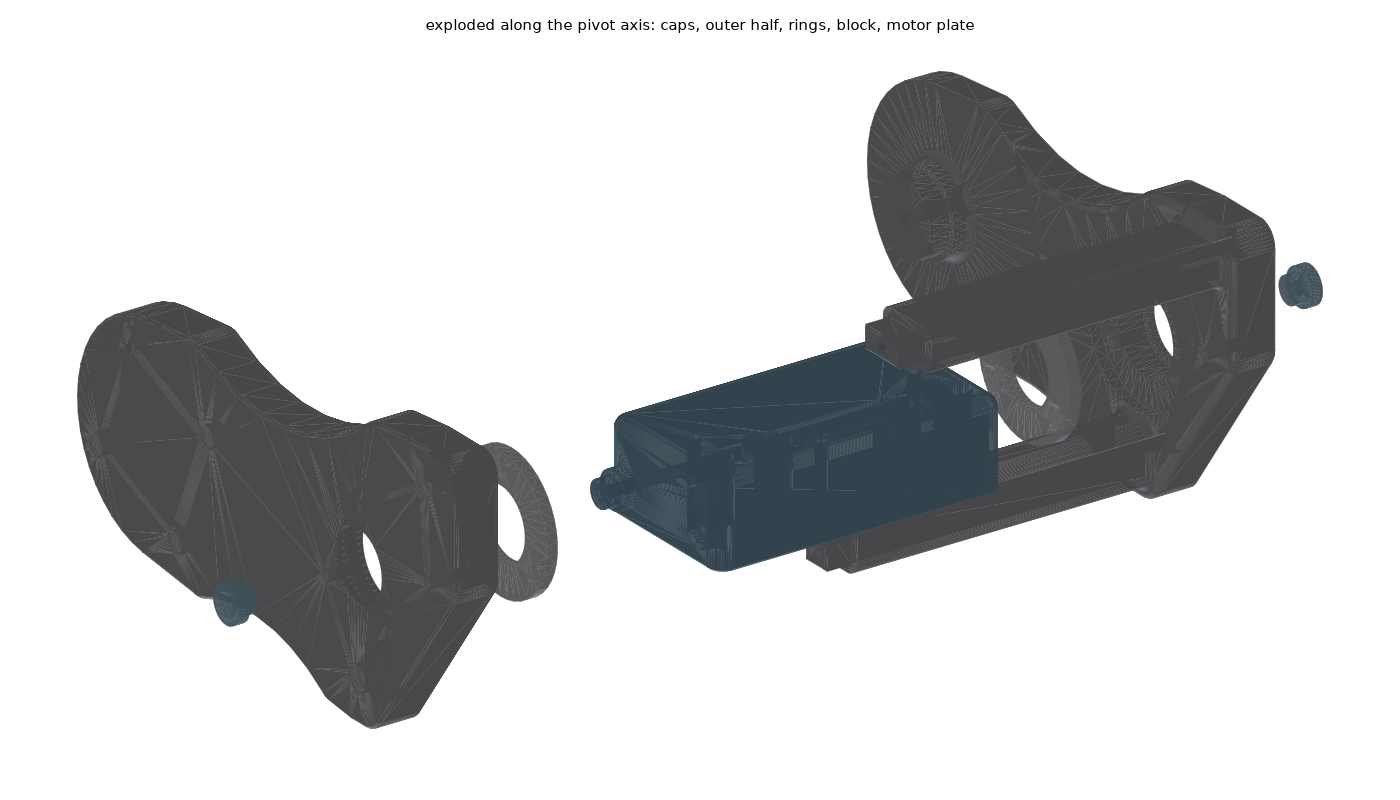 exploded along the pivot axis: caps, outer half, rings, block, motor plate